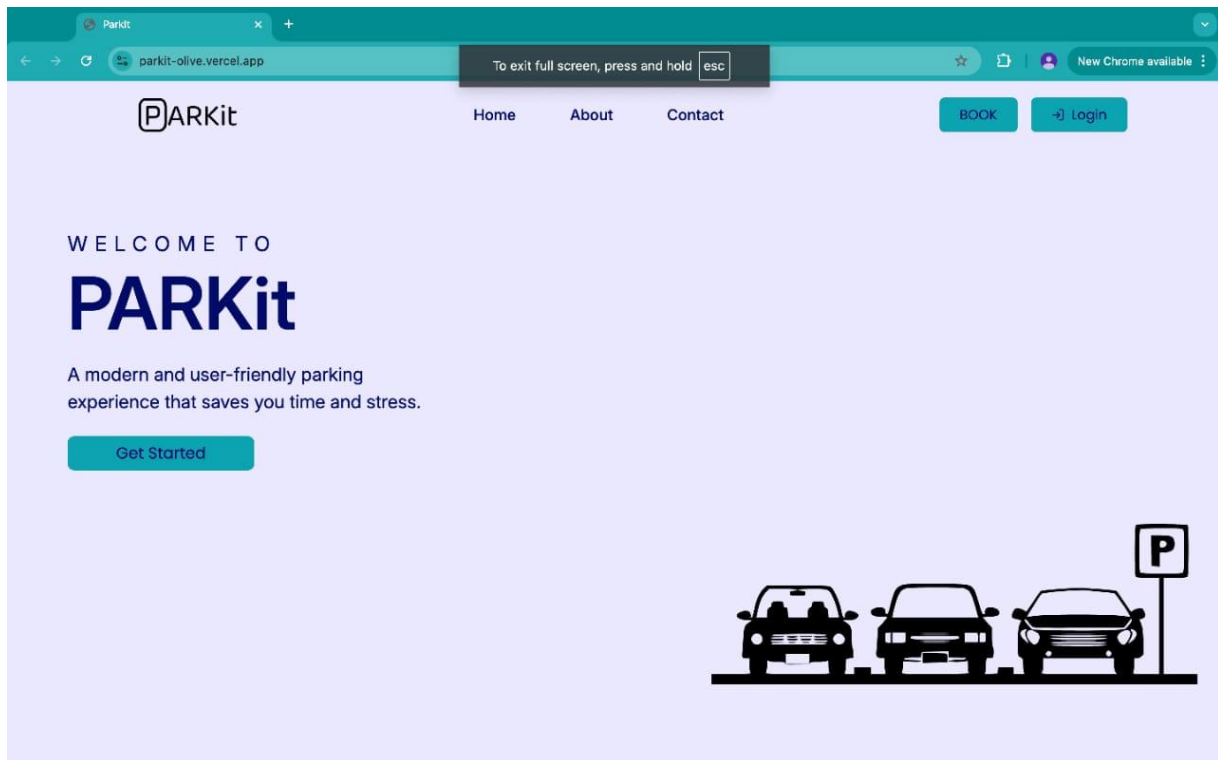 Parkit
parkit-olive.vercel.app
To exit full screen, press and hold esc
New Chrome available
PARKit
Home About Contact
BOOK Login
WELCOME TO
PARKit
A modern and user-friendly parking
experience that saves you time and stress.
Get Started
P